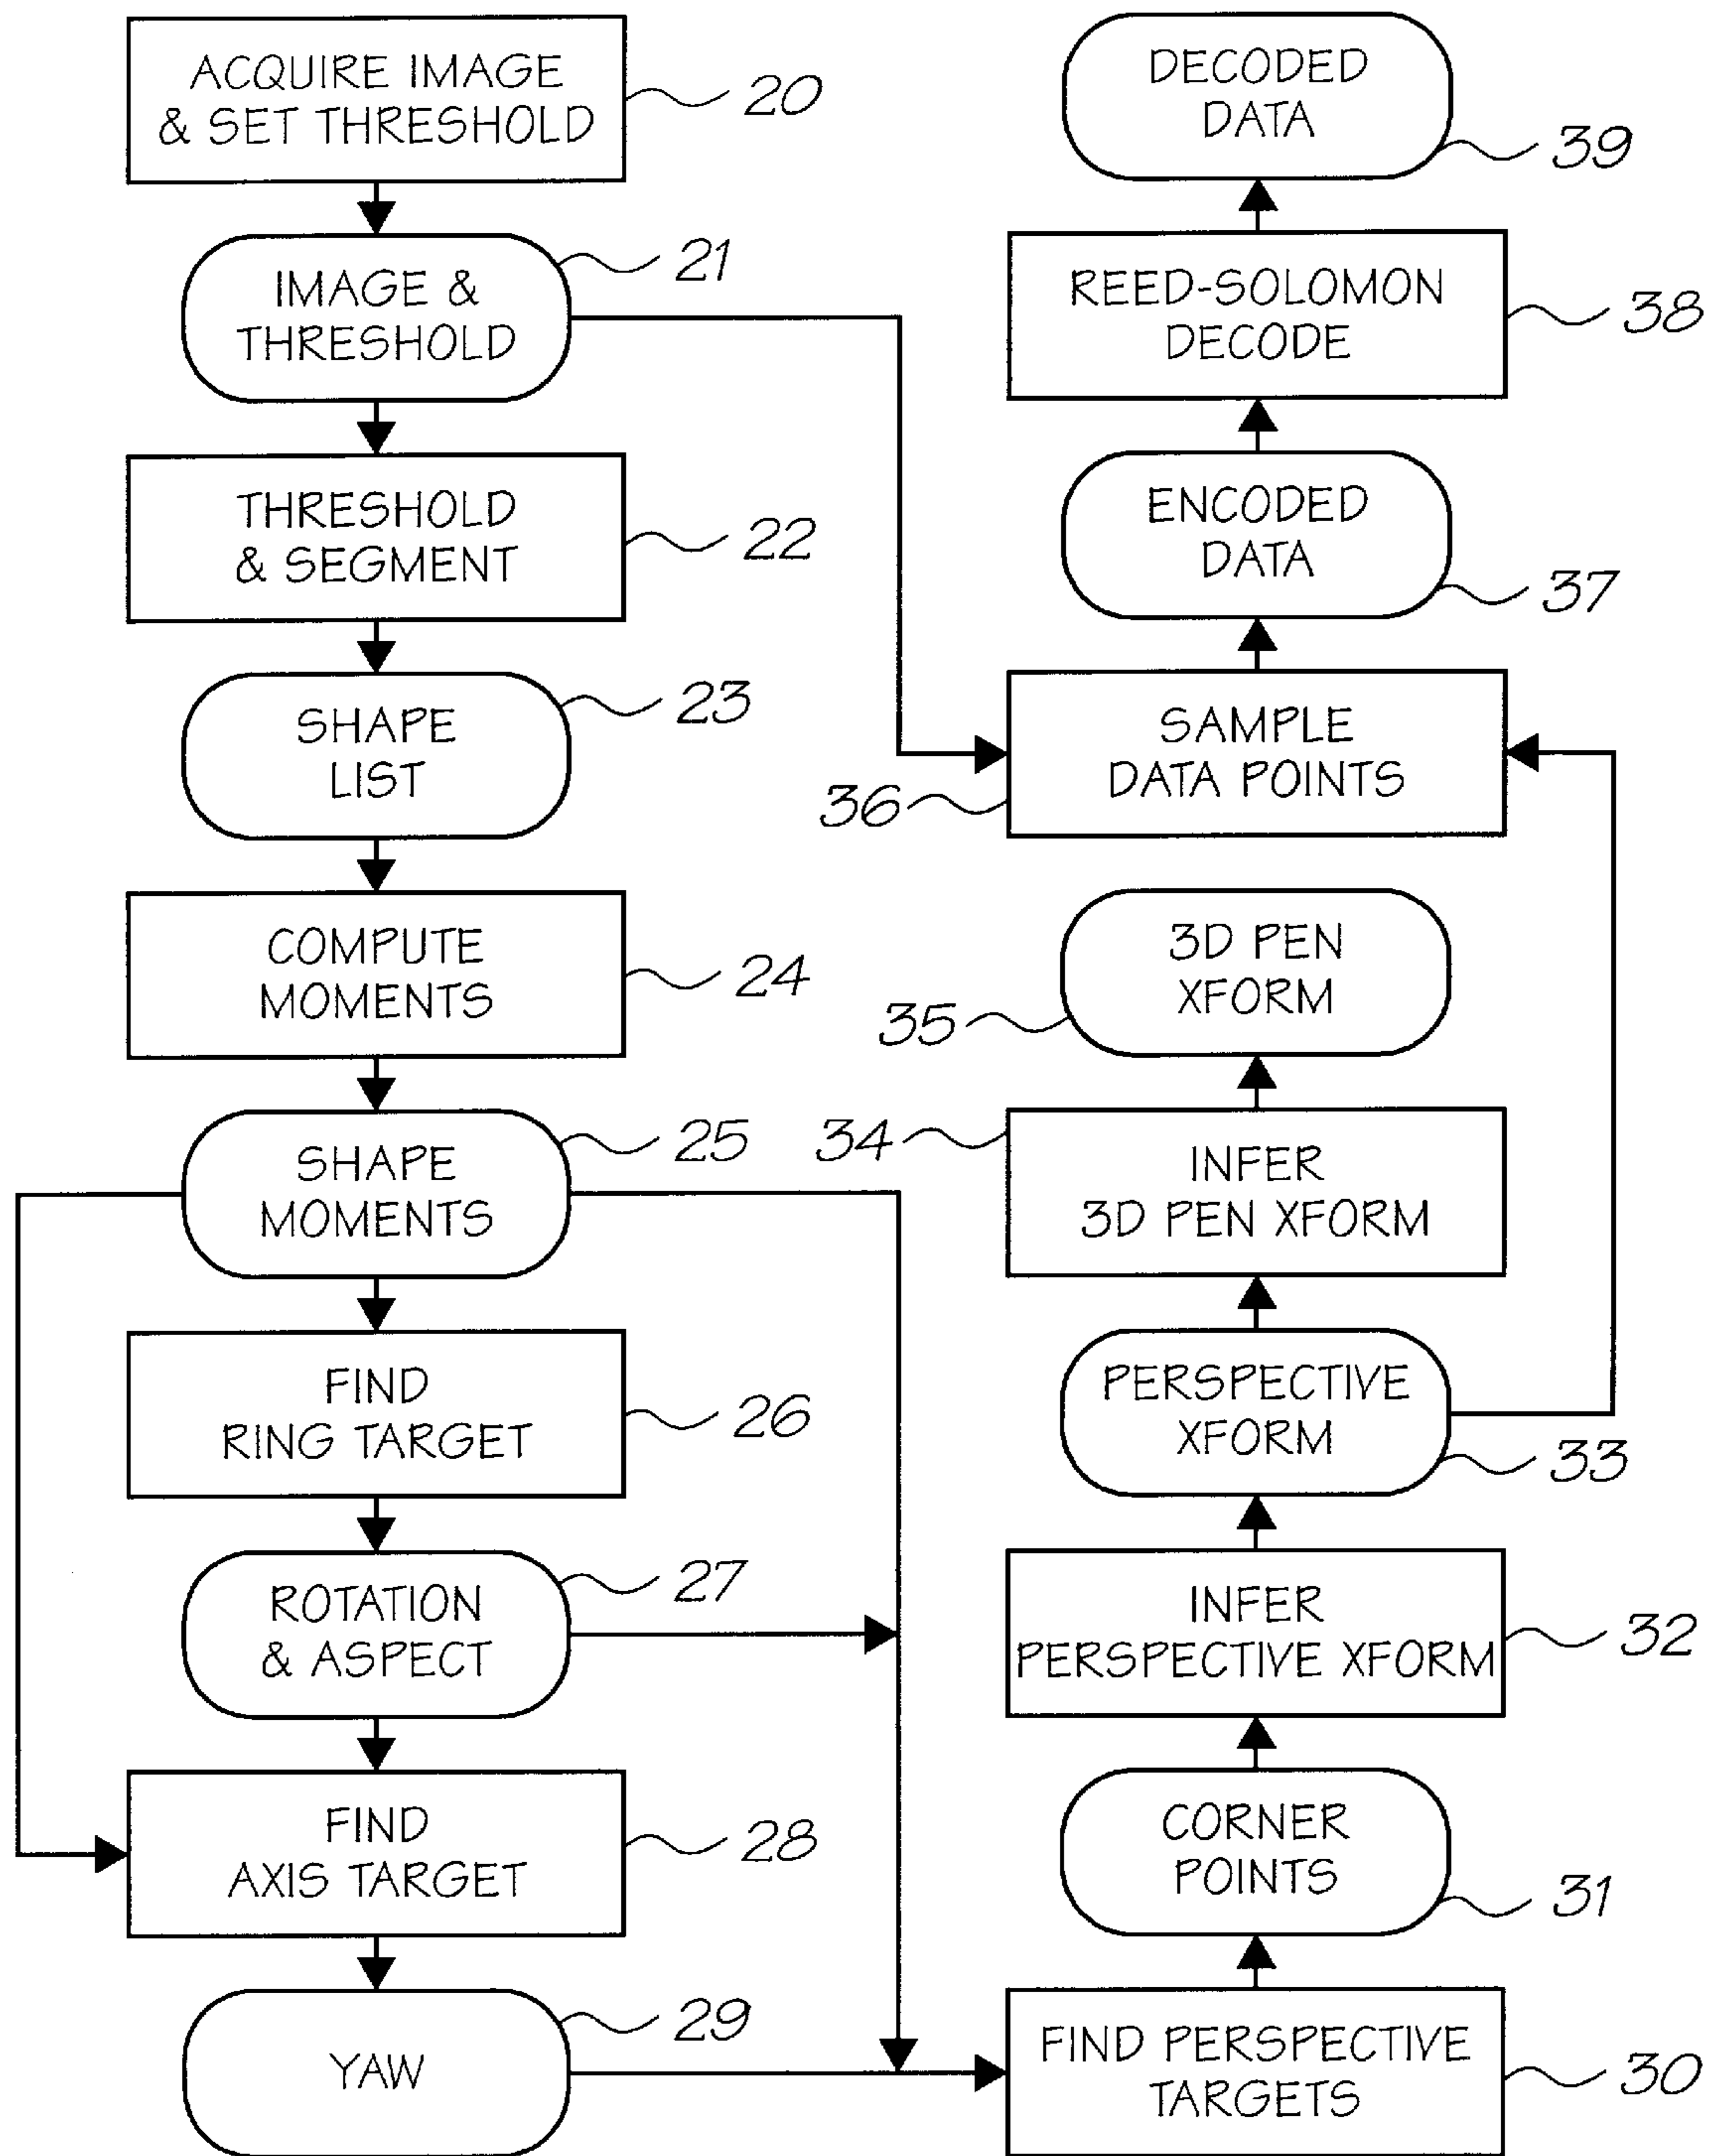 ACQUIRE IMAGE
& SET THRESHOLD
20
IMAGE &
THRESHOLD
21
THRESHOLD
& SEGMENT
22
SHAPE
LIST
23
COMPUTE
MOMENTS
24
SHAPE
MOMENTS
25
FIND
RING TARGET
26
ROTATION
& ASPECT
27
FIND
AXIS TARGET
28
YAW
29
DECODED
DATA
39
REED-SOLOMON
DECODE
38
ENCODED
DATA
37
SAMPLE
DATA POINTS
36
3D PEN
XFORM
35
INFER
3D PEN XFORM
34
PERSPECTIVE
XFORM
33
INFER
PERSPECTIVE XFORM
32
CORNER
POINTS
31
FIND PERSPECTIVE
TARGETS
30